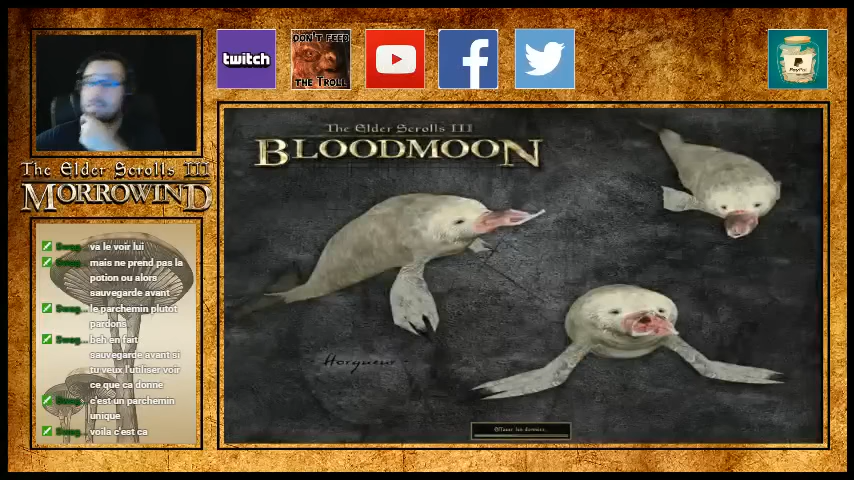 twitch
DON'T FEED
THE TROLL
PayPal
The Elder Scrolls III
MORROWIND
The Elder Scrolls III
BLOODMOON
Horqueur
va le voir lui
mais ne prend pas la
potion ou alors
sauvegarde avant
le parchemin plutot
pardons
beh en fait
sauvegarde avant si
tu veux l'utiliser voir
ce que ca donne
c'est un parchemin
unique
voila c'est ca